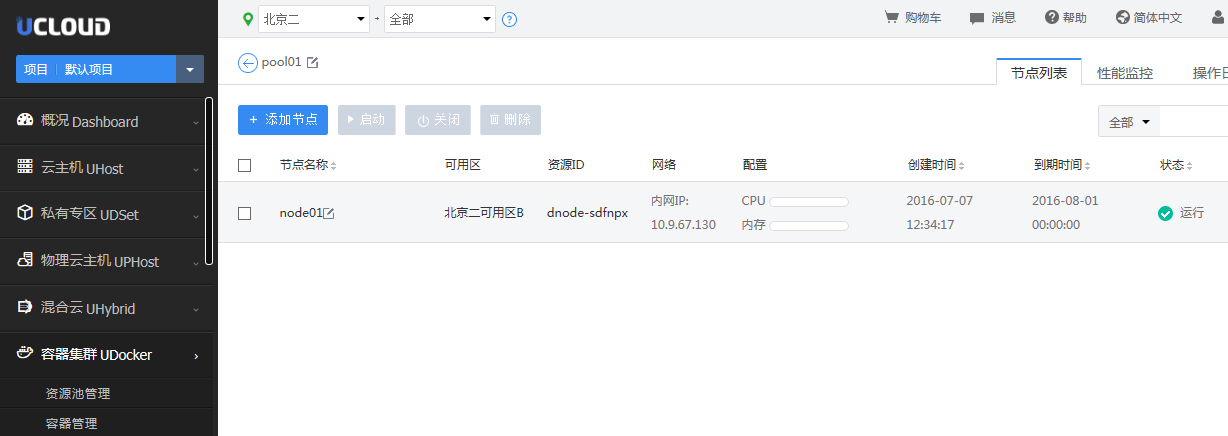 UCLOUD
项目 默认项目
概况 Dashboard
云主机 UHost
私有专区 UDSet
物理云主机 UPHost
混合云 UHybrid
容器集群 UDocker
资源池管理
容器管理
北京二 - 全部 ?
购物车 消息 帮助 简体中文
pool01
节点列表 性能监控 操作日
+ 添加节点 启动 关闭 删除
全部
节点名称 可用区 资源ID 网络 配置 创建时间 到期时间 状态
node01 北京二可用区B dnode-sdfnpx 内网IP: CPU 2016-07-07 2016-08-01 运行
10.9.67.130 内存 12:34:17 00:00:00